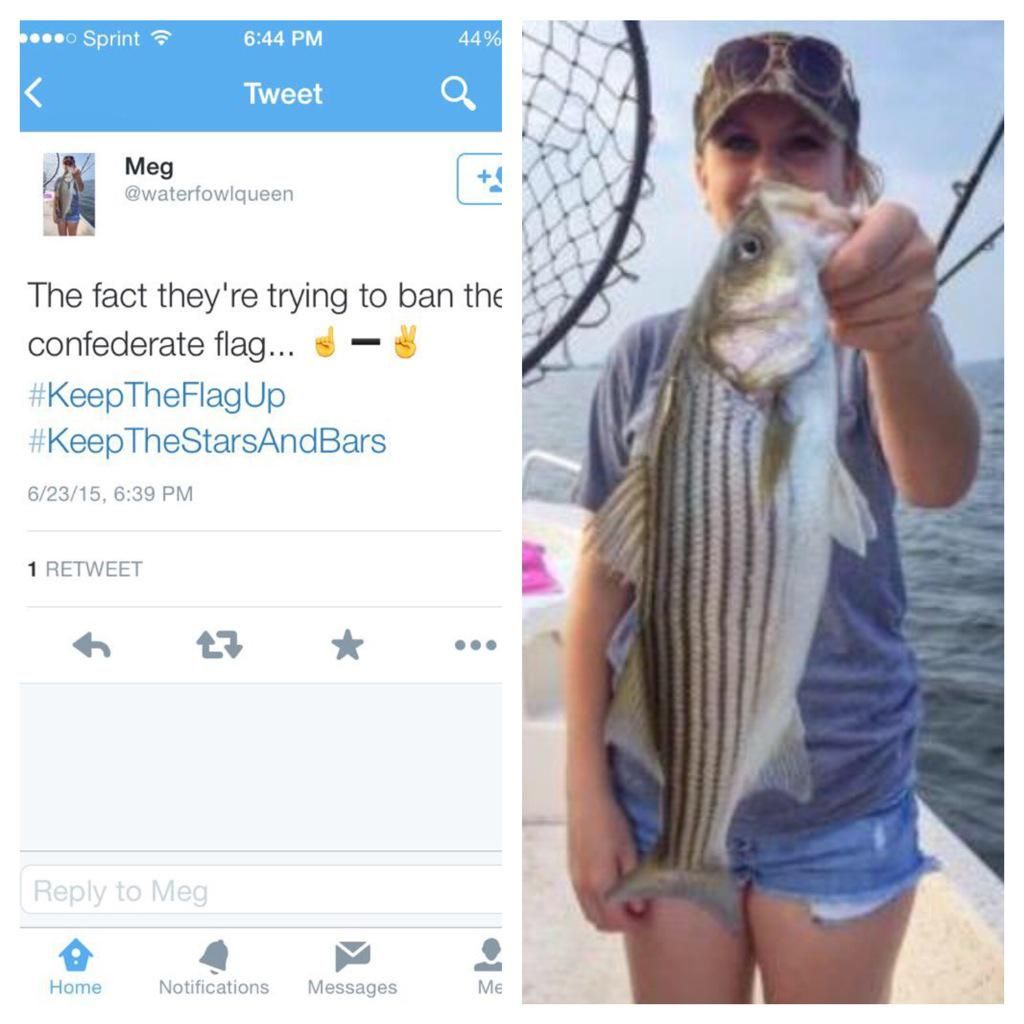 Sprint 6:44 PM 44%
Tweet
Meg
@waterfowlqueen
The fact they're trying to ban the
confederate flag... ☝️➖✌️
#KeepTheFlagUp
#KeepTheStarsAndBars
6/23/15, 6:39 PM
1 RETWEET
Reply to Meg
Home Notifications Messages Me